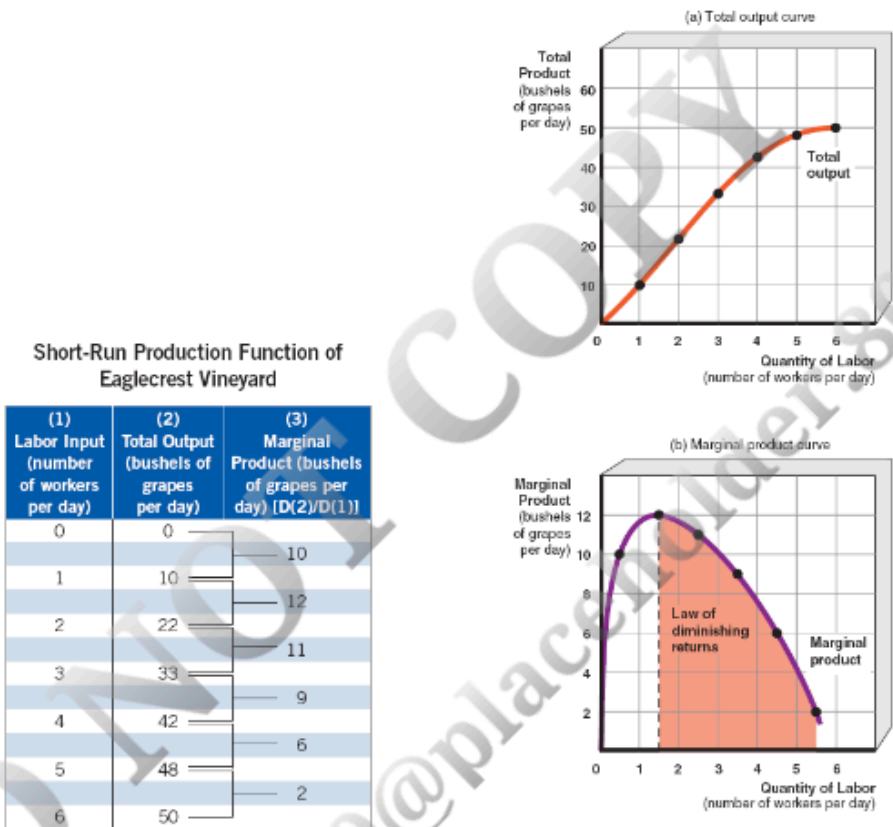 (a) Total output curve
Total
Product
(bushels
of grapes
per day)
60
50
40
30
20
10
Total
output
0 1 2 3 4 5 6
Quantity of Labor
(number of workers per day)
Short-Run Production Function of
Eaglecrest Vineyard
(1) (2) (3)
Labor Input Total Output Marginal
(number (bushels of Product (bushels
of workers grapes of grapes per
per day) per day) day) [D(2)/D(1)]
0 0
10
1 10
12
2 22
11
3 33
9
4 42
6
5 48
2
6 50
(b) Marginal product curve
Marginal
Product
(bushels
of grapes
per day)
12
10
8
6
4
2
Law of
diminishing
returns
Marginal
product
0 1 2 3 4 5 6
Quantity of Labor
(number of workers per day)
NOT COPY
@placeholder.8